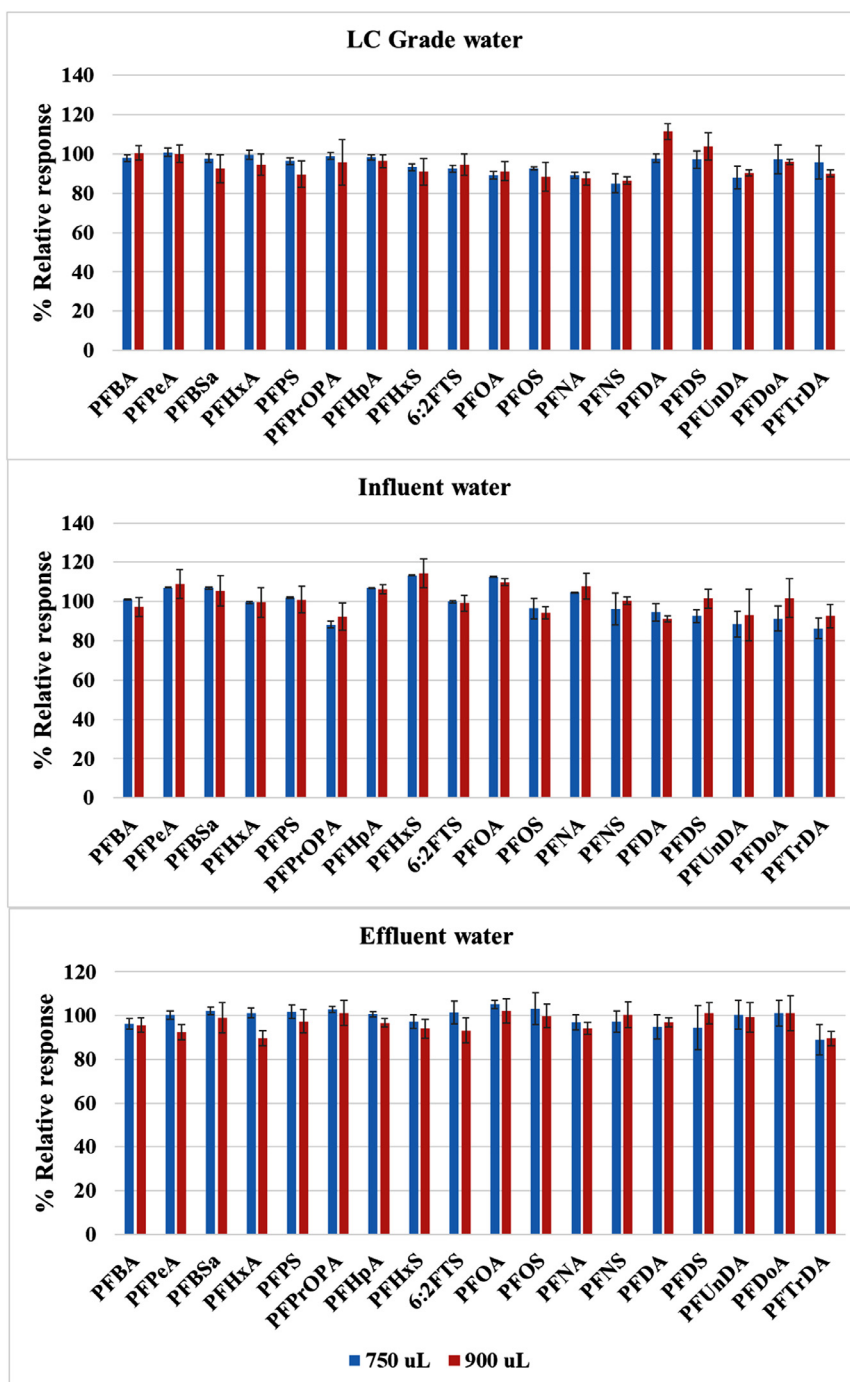 LC Grade water
% Relative response
140
120
100
80
60
40
20
0
PFBA PFPeA PFBSa PFHxA PFPS PFPrOPA PFHpA PFHxS 6:2FTS PFOA PFOS PFNA PFNS PFDA PFDS PFUnDA PFDoA PFTrDA
Influent water
% Relative response
140
120
100
80
60
40
20
0
PFBA PFPeA PFBSa PFHxA PFPS PFPrOPA PFHpA PFHxS 6:2FTS PFOA PFOS PFNA PFNS PFDA PFDS PFUnDA PFDoA PFTrDA
Effluent water
% Relative response
120
100
80
60
40
20
0
PFBA PFPeA PFBSa PFHxA PFPS PFPrOPA PFHpA PFHxS 6:2FTS PFOA PFOS PFNA PFNS PFDA PFDS PFUnDA PFDoA PFTrDA
750 uL 900 uL